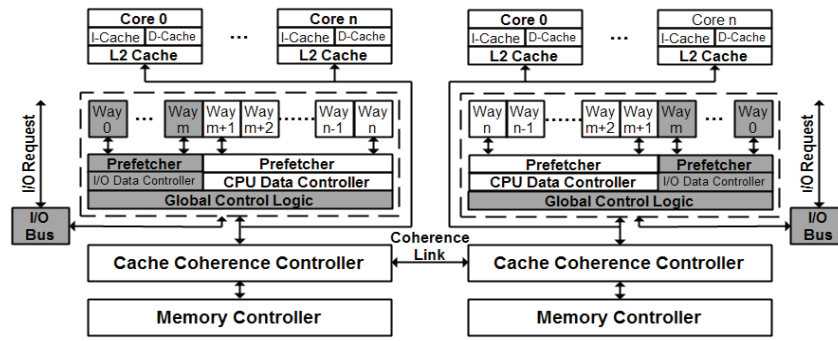 Core 0 ... Core n
I-Cache D-Cache I-Cache D-Cache
L2 Cache L2 Cache
Way 0 ... Way m Way m+1 Way m+2 ...... Way n-1 Way n
Prefetcher Prefetcher
I/O Data Controller CPU Data Controller
Global Control Logic
I/O Request
I/O Bus
Cache Coherence Controller
Memory Controller
Coherence
Link
Core 0 ... Core n
I-Cache D-Cache I-Cache D-Cache
L2 Cache L2 Cache
Way n Way n-1 ...... Way m+2 Way m+1 Way m ... Way 0
Prefetcher Prefetcher
CPU Data Controller I/O Data Controller
Global Control Logic
I/O Request
I/O Bus
Cache Coherence Controller
Memory Controller